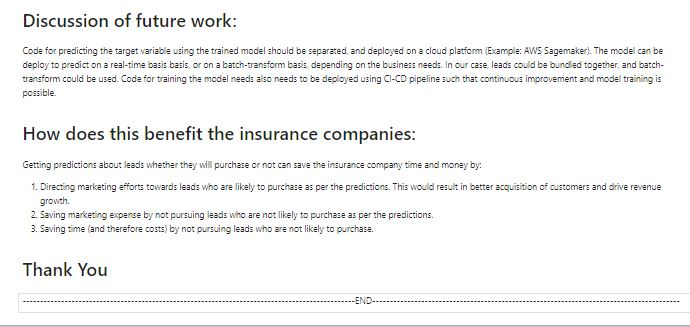 Discussion of future work:
Code for predicting the target variable using the trained model should be separated, and deployed on a cloud platform (Example: AWS Sagemaker). The model can be
deploy to predict on a real-time basis basis, or on a batch-transform basis, depending on the business needs. In our case, leads could be bundled together, and batch-
transform could be used. Code for training the model needs also needs to be deployed using CI-CD pipeline such that continuous improvement and model training is
possible.
How does this benefit the insurance companies:
Getting predictions about leads whether they will purchase or not can save the insurance company time and money by:
1. Directing marketing efforts towards leads who are likely to purchase as per the predictions. This would result in better acquisition of customers and drive revenue
growth.
2. Saving marketing expense by not pursuing leads who are not likely to purchase as per the predictions.
3. Saving time (and therefore costs) by not pursuing leads who are not likely to purchase.
Thank You
--------------------------------------------------------------------------------END--------------------------------------------------------------------------------